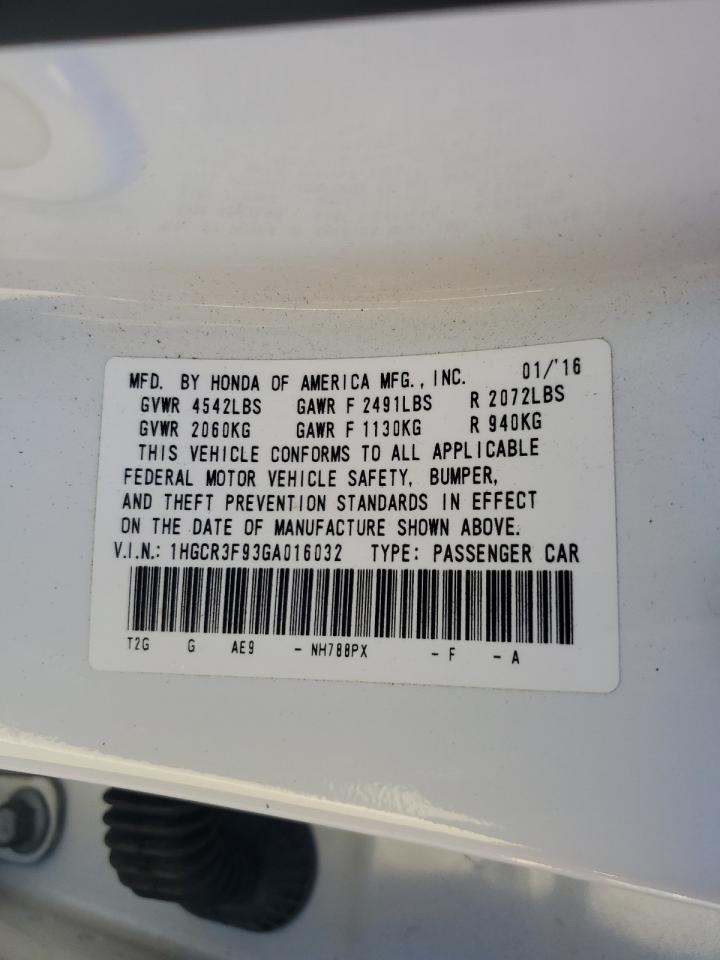 MFD. BY HONDA OF AMERICA MFG., INC. 01/'16
GVWR 4542LBS GAWR F 2491LBS R 2072LBS
GVWR 2060KG GAWR F 1130KG R 940KG
THIS VEHICLE CONFORMS TO ALL APPLICABLE
FEDERAL MOTOR VEHICLE SAFETY, BUMPER,
AND THEFT PREVENTION STANDARDS IN EFFECT
ON THE DATE OF MANUFACTURE SHOWN ABOVE.
V.I.N.: 1HGCR3F93GA016032 TYPE: PASSENGER CAR
T2G G AE9 - NH788PX - F - A